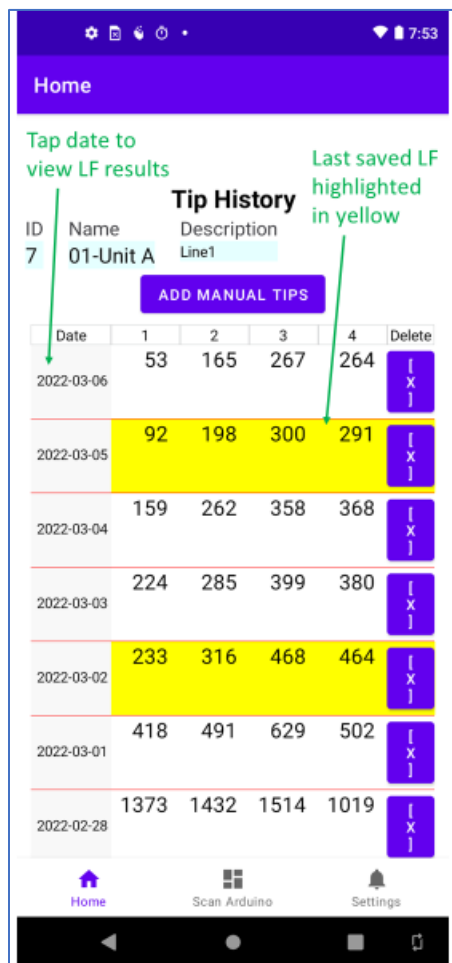 7:53
Home
Tap date to
view LF results
Last saved LF
highlighted
in yellow
Tip History
ID Name Description
7 01-Unit A Line1
ADD MANUAL TIPS
Date 1 2 3 4 Delete
2022-03-06 53 165 267 264 [ X ]
2022-03-05 92 198 300 291 [ X ]
2022-03-04 159 262 358 368 [ X ]
2022-03-03 224 285 399 380 [ X ]
2022-03-02 233 316 468 464 [ X ]
2022-03-01 418 491 629 502 [ X ]
2022-02-28 1373 1432 1514 1019 [ X ]
Home Scan Arduino Settings